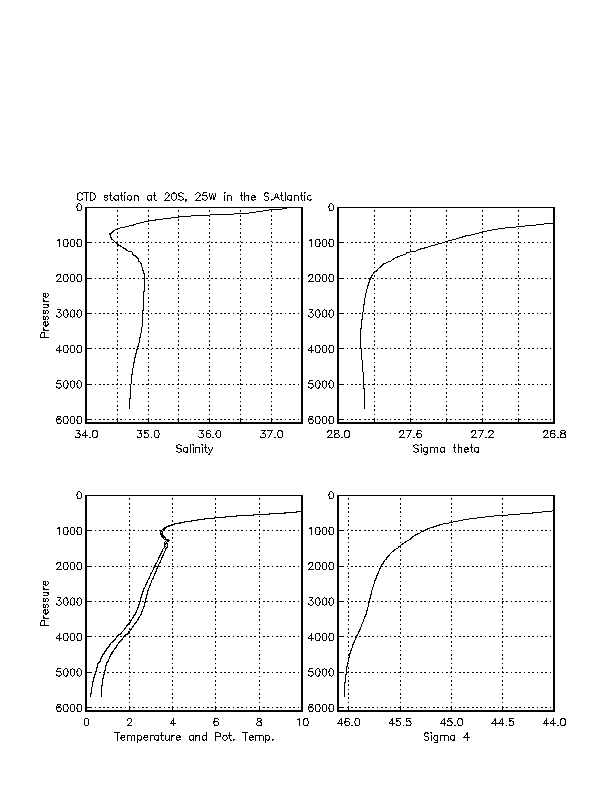 CTD station at 20S, 25W in the S.Atlantic
0
1000
2000
3000
4000
5000
6000
Pressure
34.0 35.0 36.0 37.0
Salinity
0
1000
2000
3000
4000
5000
6000
28.0 27.6 27.2 26.8
Sigma theta
0
1000
2000
3000
4000
5000
6000
Pressure
0 2 4 6 8 10
Temperature and Pot. Temp.
0
1000
2000
3000
4000
5000
6000
46.0 45.5 45.0 44.5 44.0
Sigma 4